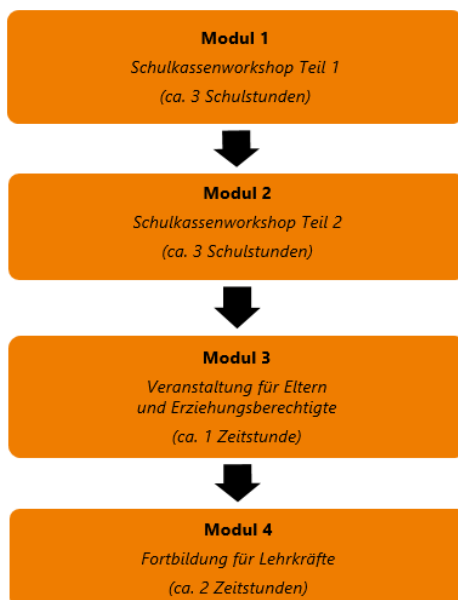 Modul 1
Schulkassenworkshop Teil 1
(ca. 3 Schulstunden)
Modul 2
Schulkassenworkshop Teil 2
(ca. 3 Schulstunden)
Modul 3
Veranstaltung für Eltern
und Erziehungsberechtigte
(ca. 1 Zeitstunde)
Modul 4
Fortbildung für Lehrkräfte
(ca. 2 Zeitstunden)